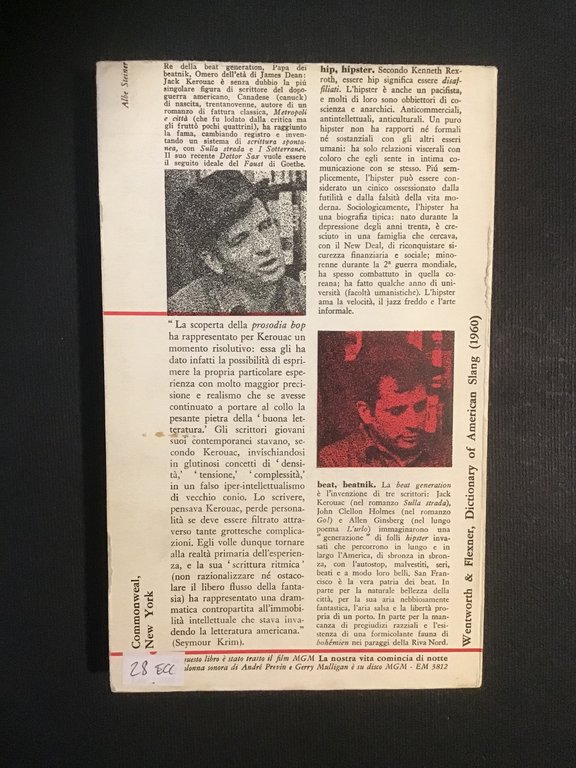 Albe Steiner
Re della beat generation, Papa dei
beatnik, Omero dell'età di James Dean:
Jack Kerouac è senza dubbio la piú
singolare figura di scrittore del dopo-
guerra americano. Canadese (canuck)
di nascita, trentanovenne, autore di un
romanzo di fattura classica, Metropoli
e città (che fu lodato dalla critica ma
gli fruttò pochi quattrini), ha raggiunto
la fama, cambiando registro e inven-
tando un sistema di scrittura sponta-
nea, con Sulla strada e I Sotterranei.
Il suo recente Dottor Sax vuole essere
il seguito ideale del Faust di Goethe.
" La scoperta della prosodia bop
ha rappresentato per Kerouac un
momento risolutivo: essa gli ha
dato infatti la possibilità di espri-
mere la propria particolare espe-
rienza con molto maggior preci-
sione e realismo che se avesse
continuato a portare al collo la
pesante pietra della ' buona let-
teratura.' Gli scrittori giovani
suoi contemporanei stavano, se-
condo Kerouac, invischiandosi
in glutinosi concetti di ' densi-
tà,' ' tensione,' ' complessità,'
in un falso iper-intellettualismo
di vecchio conio. Lo scrivere,
pensava Kerouac, perde personali-
tà se deve essere filtrato attra-
verso tante grottesche complica-
zioni. Egli volle dunque tornare
alla realtà primaria dell'esperien-
za, e la sua ' scrittura ritmica '
(non razionalizzare né ostaco-
lare il libero flusso della fanta-
sia) ha rappresentato una dram-
matica contropartita all'immobi-
lità intellettuale che stava inva-
dendo la letteratura americana."
(Seymour Krim).
Commonweal,
New York
hip, hipster. Secondo Kenneth Rex-
roth, essere hip significa essere disaf-
filiati. L'hipster è anche un pacifista,
e molti di loro sono obbiettori di co-
scienza e anarchici. Anticommerciali,
antintellettuali, anticulturali. Un puro
hipster non ha rapporti né formali
né sostanziali con gli altri esseri
umani: ha solo relazioni viscerali con
coloro che egli sente in intima co-
municazione con se stesso. Piú sem-
plicemente, l'hipster può essere consi-
derato un cinico ossessionato dalla
futilità e dalla falsità della vita mo-
derna. Sociologicamente, l'hipster ha
una biografia tipica: nato durante la
depressione degli anni trenta, è cre-
sciuto in una famiglia che cercava,
con il New Deal, di riconquistare si-
curezza finanziaria e sociale; mino-
renne durante la 2ª guerra mondiale,
ha spesso combattuto in quella co-
reana; ha fatto qualche anno di uni-
versità (facoltà umanistiche). L'hipster
ama la velocità, il jazz freddo e l'arte
informale.
beat, beatnik. La beat generation
è l'invenzione di tre scrittori: Jack
Kerouac (nel romanzo Sulla strada),
John Clellon Holmes (nel romanzo
Go!) e Allen Ginsberg (nel lungo
poema L'urlo) immaginarono una
" generazione " di folli hipster inva-
sati che percorrono in lungo e in
largo l'America, di sbronza in sbron-
za, con l'autostop, malvestiti, seri,
beati e a modo loro belli. San Fran-
cisco è la vera patria dei beat. In
parte per la naturale bellezza della
città, per la sua aria nebbiosamente
fantastica, l'aria salsa e la libertà pro-
pria di un porto. In parte per la man-
canza di pregiudizi razziali e l'esi-
stenza di una formicolante fauna di
bohémien nei paraggi della Riva Nord.
Wentworth & Flexner, Dictionary of American Slang (1960)
questo libro è stato tratto il film MGM La nostra vita comincia di notte
colonna sonora di André Previn e Gerry Mulligan è su disco MGM - EM 5812
28 ECC